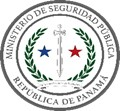 MINISTERIO DE SEGURIDAD PÚBLICA
REPÚBLICA DE PANAMÁ